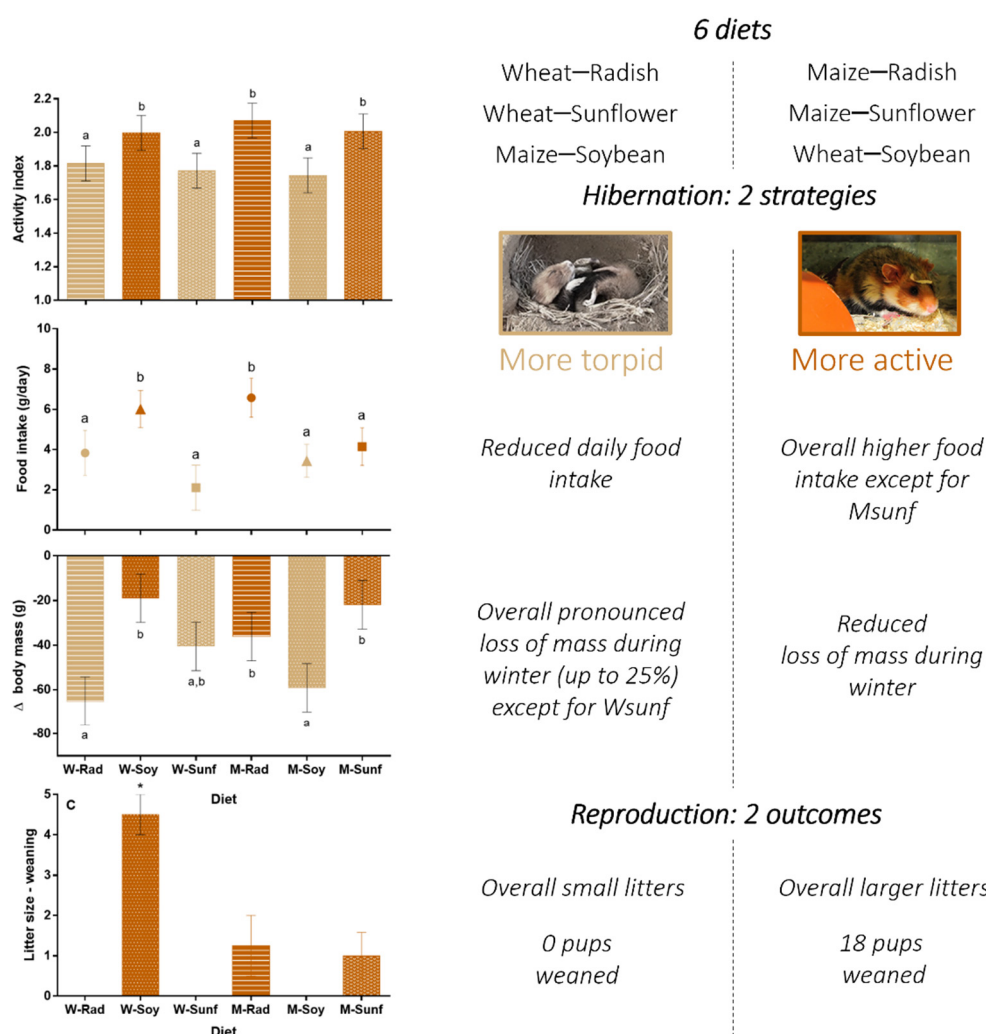 6 diets
Wheat—Radish
Wheat—Sunflower
Maize—Soybean
Maize—Radish
Maize—Sunflower
Wheat—Soybean
Hibernation: 2 strategies
More torpid
More active
Reduced daily food
intake
Overall higher food
intake except for
Msunf
Overall pronounced
loss of mass during
winter (up to 25%)
except for Wsunf
Reduced
loss of mass during
winter
Reproduction: 2 outcomes
Overall small litters
Overall larger litters
0 pups
weaned
18 pups
weaned
Activity index
2.2
2.0
1.8
1.6
1.4
1.2
1.0
a
b
a
b
a
b
Food intake (g/day)
10
8
6
4
2
0
a
b
a
b
a
a
Δ body mass (g)
0
-20
-40
-60
-80
a
b
a,b
b
a
b
W-Rad W-Soy W-Sunf M-Rad M-Soy M-Sunf
Diet
C
Litter size - weaning
5
4
3
2
1
0
*
W-Rad W-Soy W-Sunf M-Rad M-Soy M-Sunf
Diet